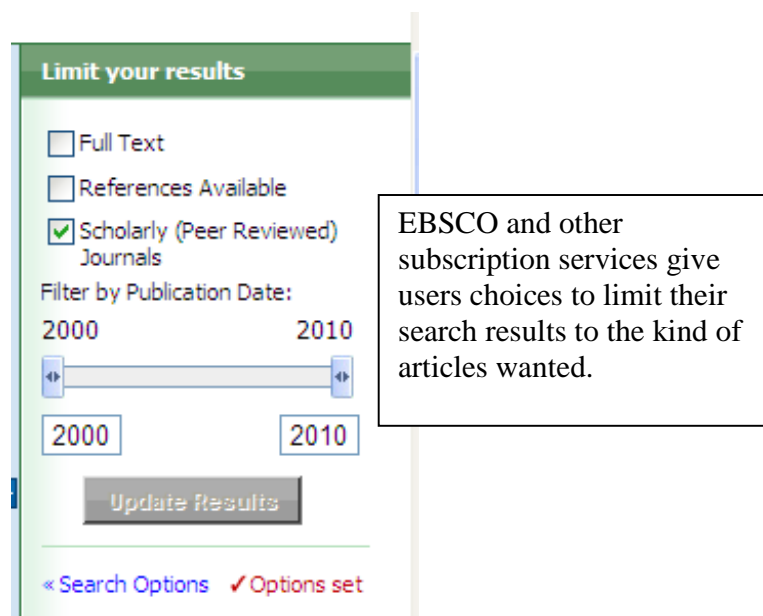 Limit your results
Full Text
References Available
Scholarly (Peer Reviewed)
Journals
Filter by Publication Date:
2000 2010
2000 2010
Update Results
« Search Options ✓Options set
EBSCO and other
subscription services give
users choices to limit their
search results to the kind of
articles wanted.